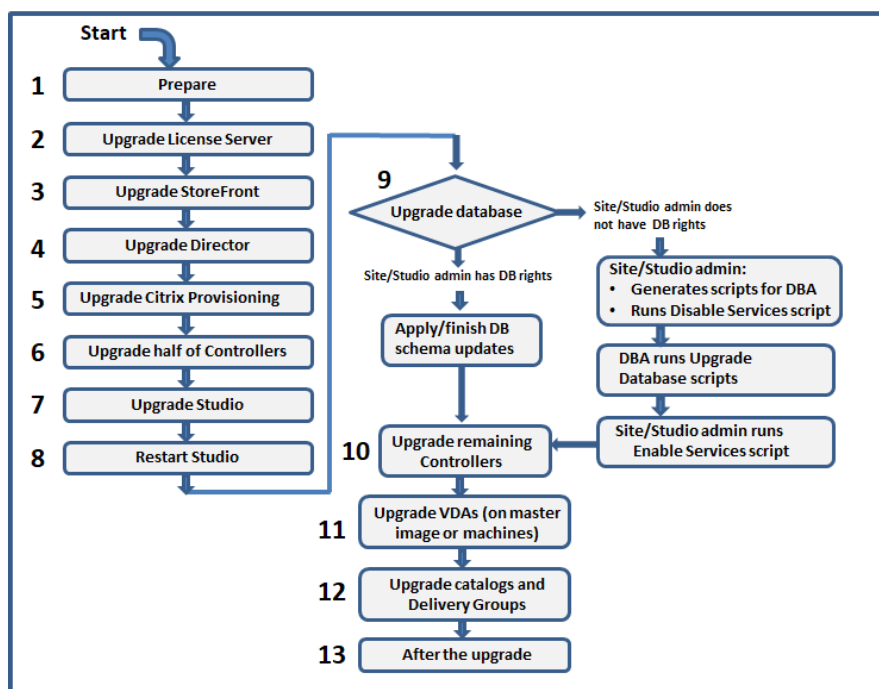 Start
1
Prepare
2
Upgrade License Server
3
Upgrade StoreFront
4
Upgrade Director
5
Upgrade Citrix Provisioning
6
Upgrade half of Controllers
7
Upgrade Studio
8
Restart Studio
9
Upgrade database
Site/Studio admin does
not have DB rights
Site/Studio admin has DB rights
Site/Studio admin:
• Generates scripts for DBA
• Runs Disable Services script
Apply/finish DB
schema updates
DBA runs Upgrade
Database scripts
Site/Studio admin runs
Enable Services script
10
Upgrade remaining
Controllers
11
Upgrade VDAs (on master
image or machines)
12
Upgrade catalogs and
Delivery Groups
13
After the upgrade